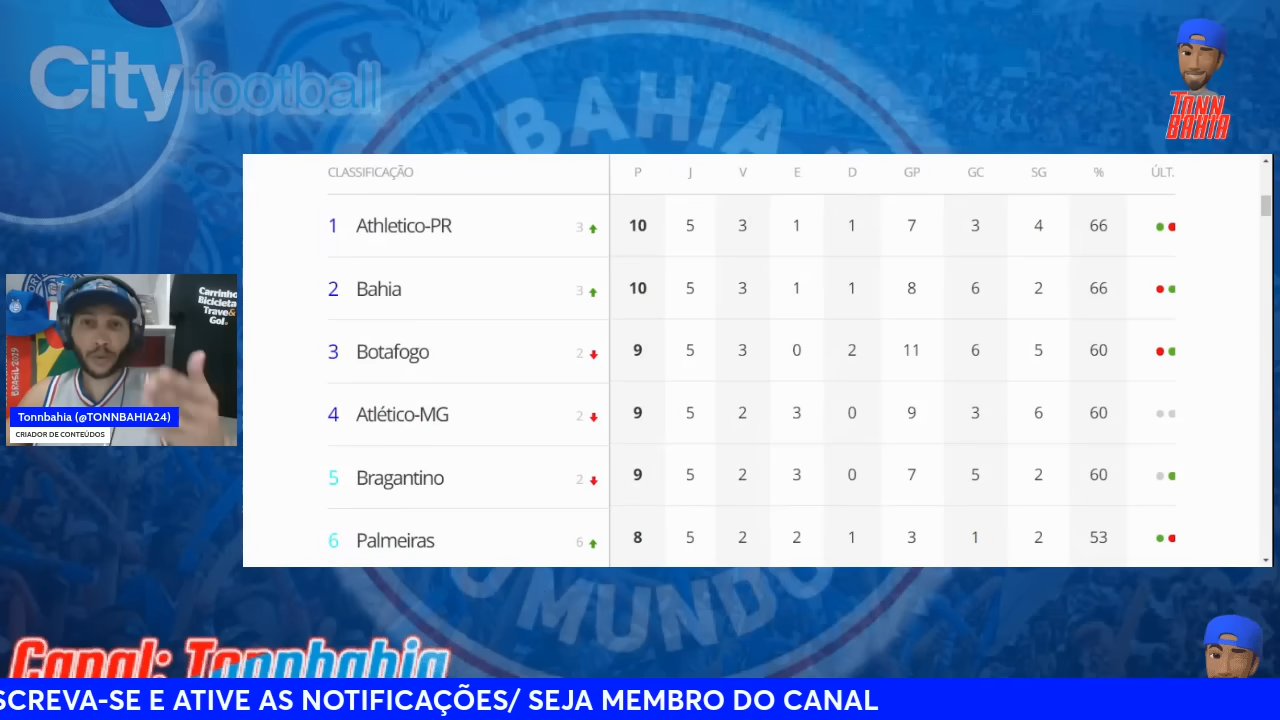 City football
TONN
BAHIA
BAHIA
CLASSIFICAÇÃO P J V E D GP GC SG % ÚLT.
1 Athletico-PR 3 10 5 3 1 1 7 3 4 66
2 Bahia 3 10 5 3 1 1 8 6 2 66
3 Botafogo 2 9 5 3 0 2 11 6 5 60
4 Atlético-MG 2 9 5 2 3 0 9 3 6 60
5 Bragantino 2 9 5 2 3 0 7 5 2 60
6 Palmeiras 6 8 5 2 2 1 3 1 2 53
Carrinho
Bicicleta
Trave&
Gol.
BRASIL-2019
Tonnbahia (@TONNBAHIA24)
CRIADOR DE CONTEÚDOS
O MUNDO
Canal: Tonnbahia
SCREVA-SE E ATIVE AS NOTIFICAÇÕES/ SEJA MEMBRO DO CANAL